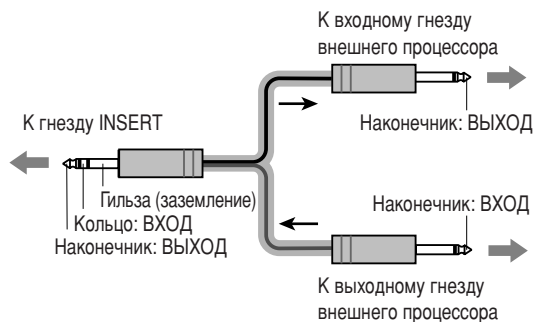 К входному гнезду
внешнего процессора
Наконечник: ВЫХОД
К гнезду INSERT
Гильза (заземление)
Кольцо: ВХОД
Наконечник: ВЫХОД
Наконечник: ВХОД
К выходному гнезду
внешнего процессора